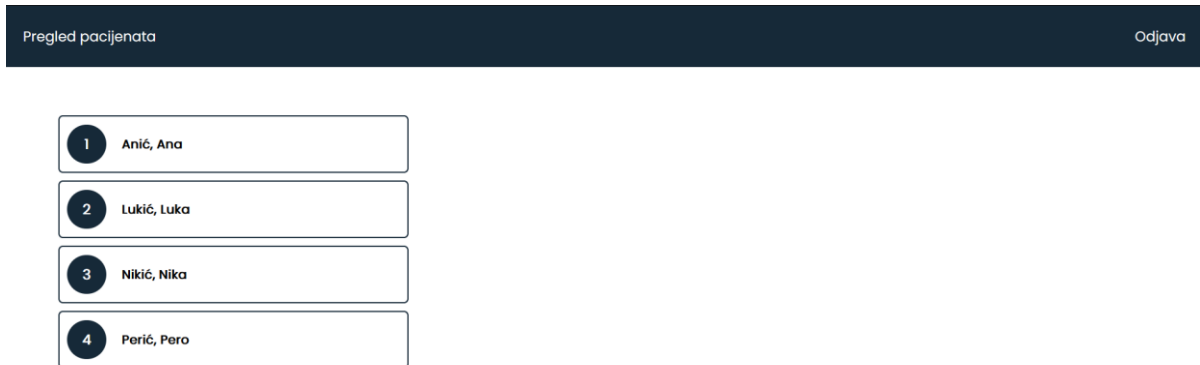 Pregled pacijenata
Odjava
1 Anić, Ana
2 Lukić, Luka
3 Nikić, Nika
4 Perić, Pero